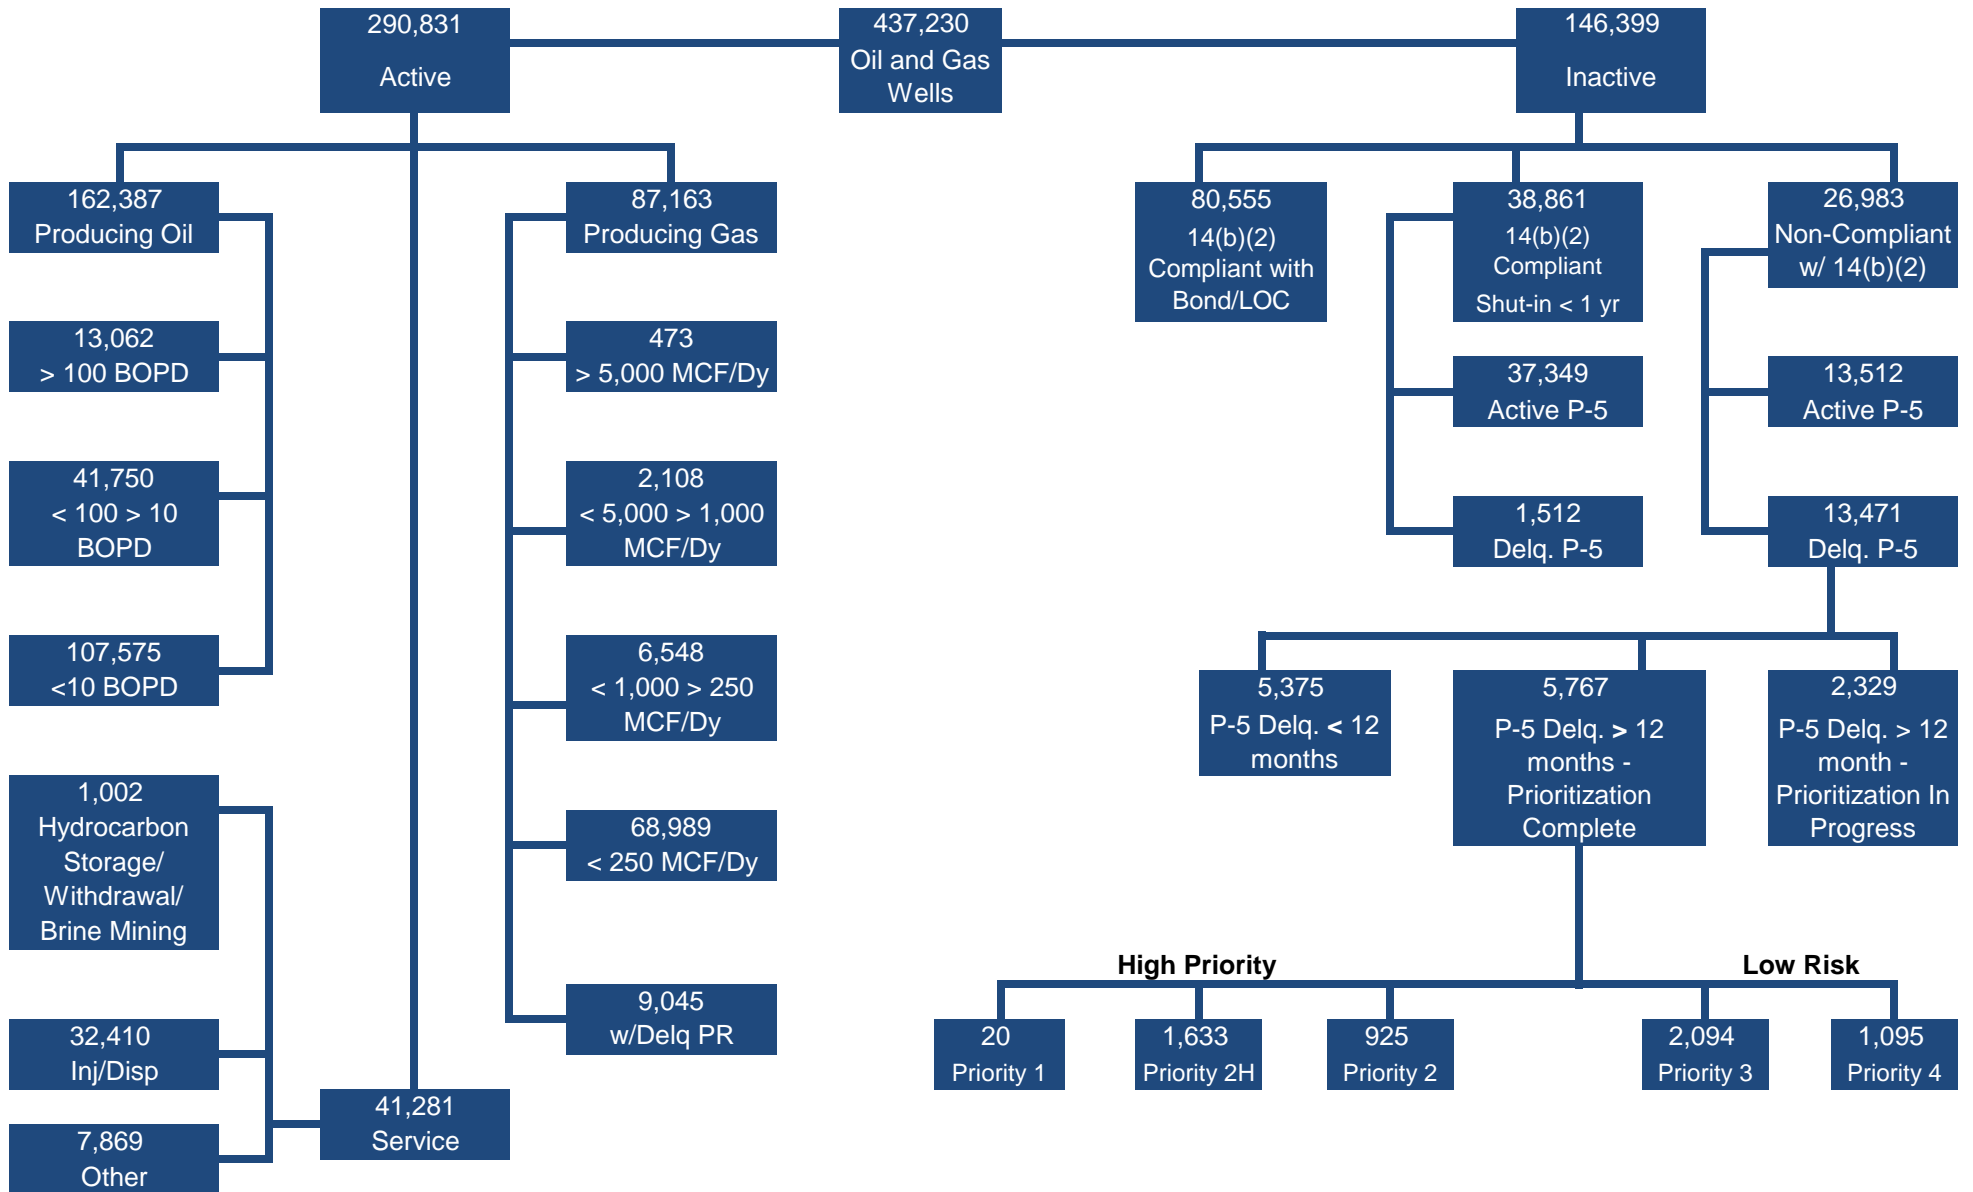 290,831
Active
437,230
Oil and Gas
Wells
146,399
Inactive
162,387
Producing Oil
13,062
> 100 BOPD
41,750
< 100 > 10
BOPD
107,575
<10 BOPD
1,002
Hydrocarbon
Storage/
Withdrawal/
Brine Mining
32,410
Inj/Disp
7,869
Other
41,281
Service
87,163
Producing Gas
473
> 5,000 MCF/Dy
2,108
< 5,000 > 1,000
MCF/Dy
6,548
< 1,000 > 250
MCF/Dy
68,989
< 250 MCF/Dy
9,045
w/Delq PR
80,555
14(b)(2)
Compliant with
Bond/LOC
38,861
14(b)(2)
Compliant
Shut-in < 1 yr
37,349
Active P-5
1,512
Delq. P-5
26,983
Non-Compliant
w/ 14(b)(2)
13,512
Active P-5
13,471
Delq. P-5
5,375
P-5 Delq. < 12
months
5,767
P-5 Delq. > 12
months -
Prioritization
Complete
2,329
P-5 Delq. > 12
month -
Prioritization In
Progress
High Priority
Low Risk
20
Priority 1
1,633
Priority 2H
925
Priority 2
2,094
Priority 3
1,095
Priority 4